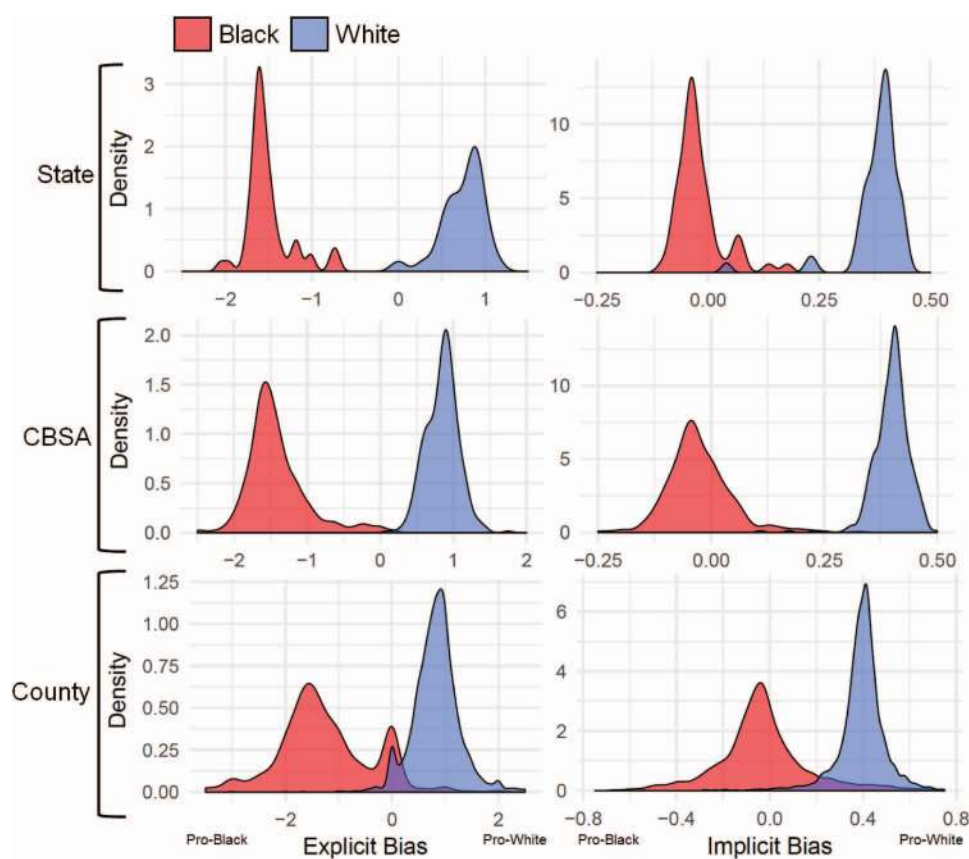 Black White
State
Density
3
2
1
0
−2 −1 0 1
10
5
0
−0.25 0.00 0.25 0.50
CBSA
Density
2.0
1.5
1.0
0.5
0.0
−2 −1 0 1 2
10
5
0
−0.25 0.00 0.25 0.50
County
Density
1.25
1.00
0.75
0.50
0.25
0.00
−2 0 2
6
4
2
0
−0.8 −0.4 0.0 0.4 0.8
Pro-Black Explicit Bias Pro-White
Pro-Black Implicit Bias Pro-White